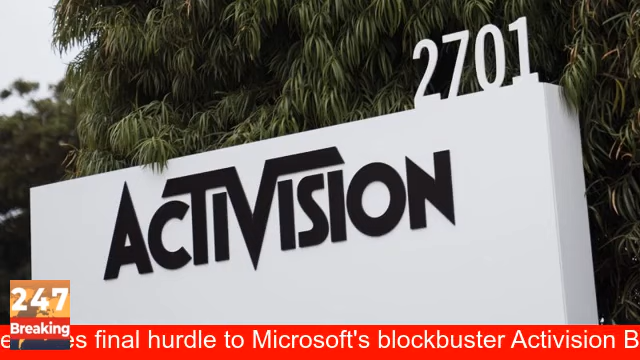 2701
ACTIVISION
247
Breaking
final hurdle to Microsoft's blockbuster Activision B